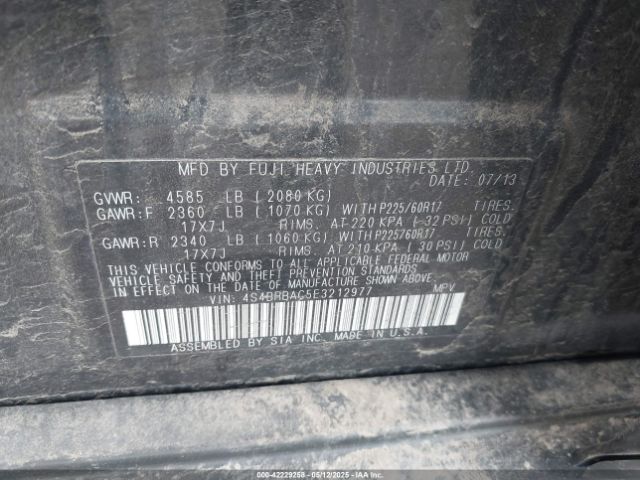 MFD BY FUJI HEAVY INDUSTRIES LTD.
DATE: 07/13
GVWR: 4585 LB ( 2080 KG)
GAWR: F 2360 LB ( 1070 KG) WITH P225/60R17 TIRES,
17X7J RIMS, AT 220 KPA ( 32 PSI) COLD
GAWR: R 2340 LB ( 1060 KG) WITH P225/60R17 TIRES,
17X7J RIMS, AT 210 KPA ( 30 PSI) COLD
THIS VEHICLE CONFORMS TO ALL APPLICABLE FEDERAL MOTOR
VEHICLE SAFETY AND THEFT PREVENTION STANDARDS
IN EFFECT ON THE DATE OF MANUFACTURE SHOWN ABOVE.
VIN: 4S4BRBAC5E3212977 MPV
ASSEMBLED BY SIA INC. MADE IN U.S.A.
000-42229258 - 05/12/2025 - IAAI.COM